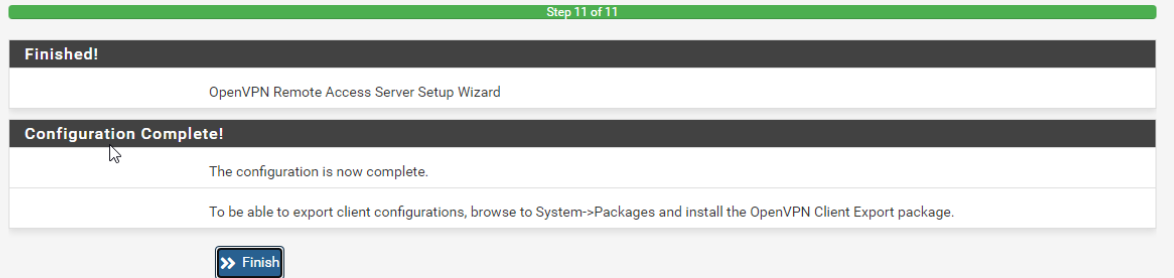 Step 11 of 11
Finished!
OpenVPN Remote Access Server Setup Wizard
Configuration Complete!
The configuration is now complete.
To be able to export client configurations, browse to System->Packages and install the OpenVPN Client Export package.
Finish